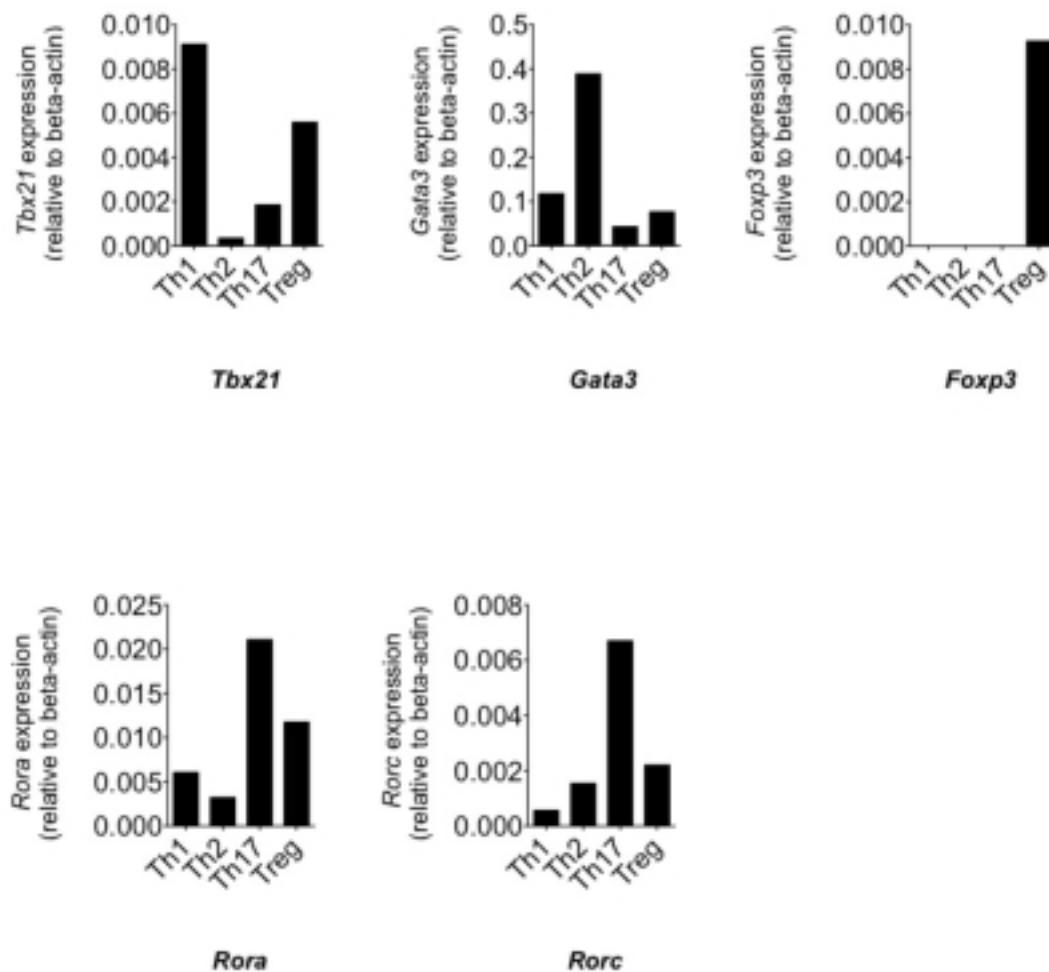 Tbx21 expression
(relative to beta-actin)
0.010
0.008
0.006
0.004
0.002
0.000
Th1
Th2
Th17
Treg
Tbx21
Gata3 expression
(relative to beta-actin)
0.5
0.4
0.3
0.2
0.1
0.0
Th1
Th2
Th17
Treg
Gata3
Foxp3 expression
(relative to beta-actin)
0.010
0.008
0.006
0.004
0.002
0.000
Th1
Th2
Th17
Treg
Foxp3
Rora expression
(relative to beta-actin)
0.025
0.020
0.015
0.010
0.005
0.000
Th1
Th2
Th17
Treg
Rora
Rorc expression
(relative to beta-actin)
0.008
0.006
0.004
0.002
0.000
Th1
Th2
Th17
Treg
Rorc